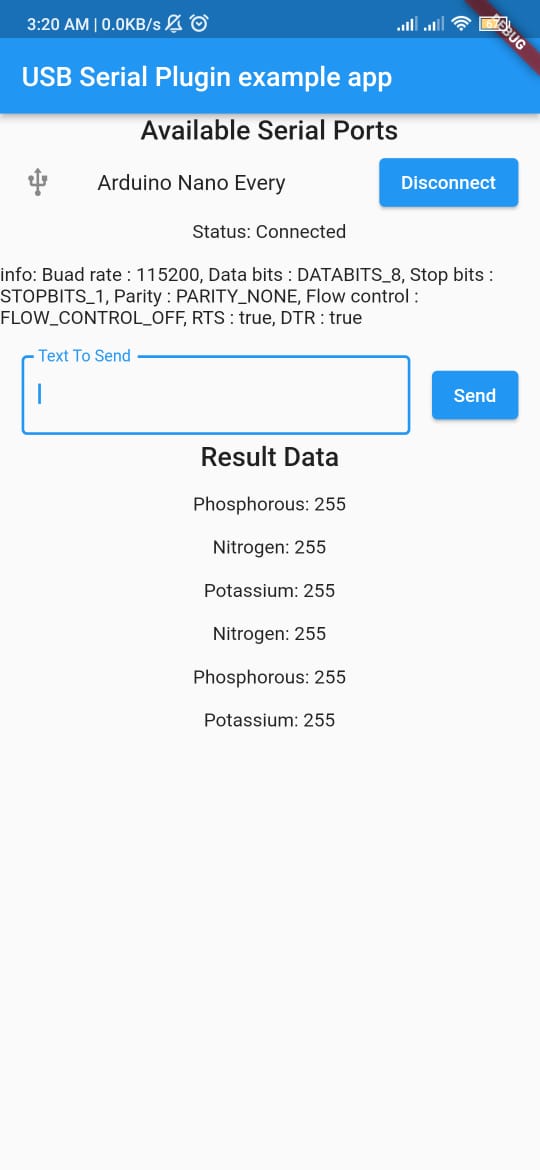 3:20 AM | 0.0KB/s
USB Serial Plugin example app
Available Serial Ports
Arduino Nano Every
Disconnect
Status: Connected
info: Buad rate : 115200, Data bits : DATABITS_8, Stop bits :
STOPBITS_1, Parity : PARITY_NONE, Flow control :
FLOW_CONTROL_OFF, RTS : true, DTR : true
Text To Send
Send
Result Data
Phosphorous: 255
Nitrogen: 255
Potassium: 255
Nitrogen: 255
Phosphorous: 255
Potassium: 255